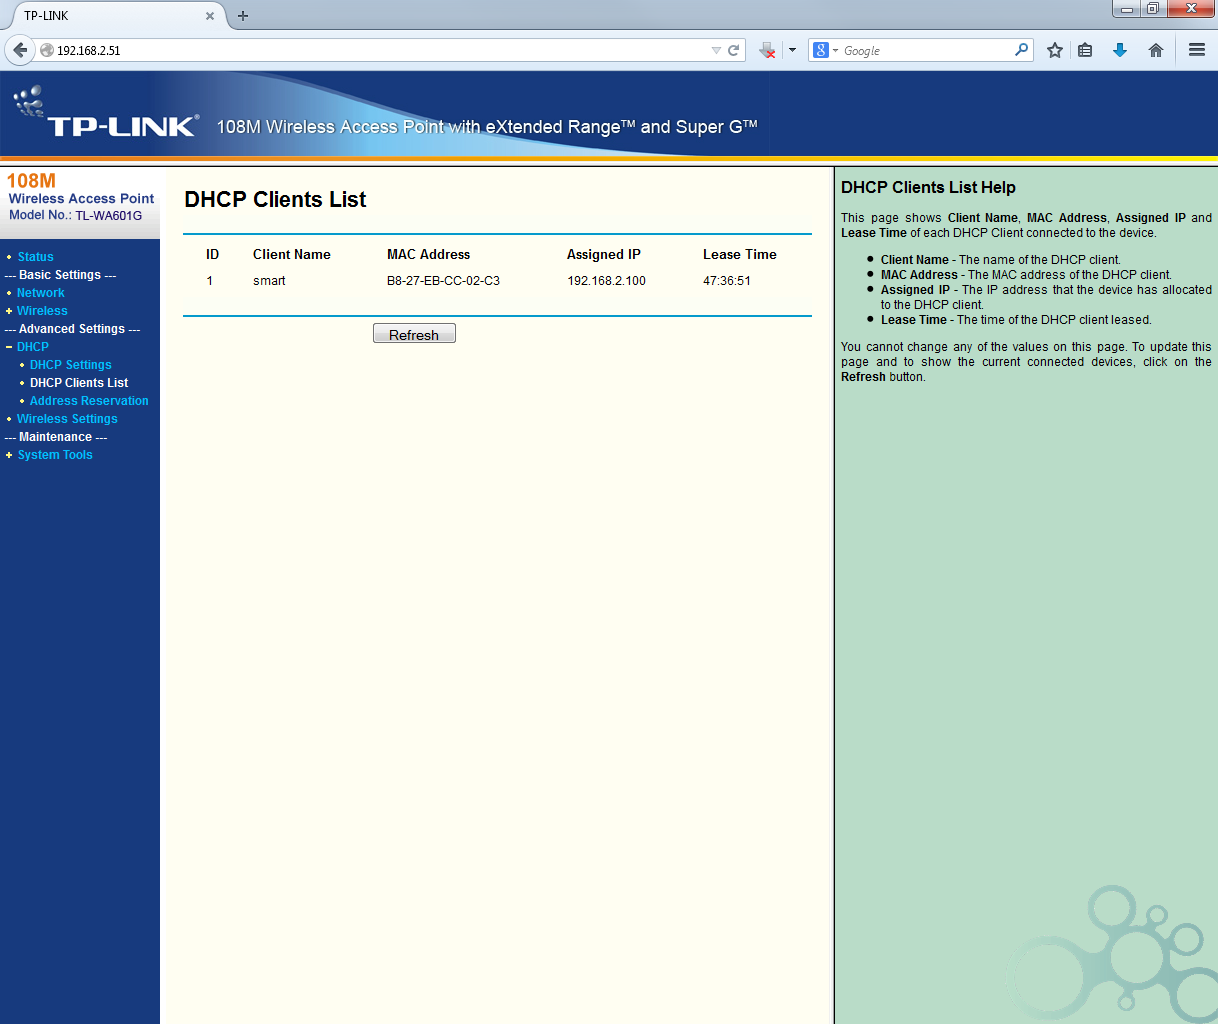 TP-LINK
192.168.2.51
Google
TP-LINK® 108M Wireless Access Point with eXtended Range™ and Super G™
108M
Wireless Access Point
Model No.: TL-WA601G
Status
--- Basic Settings ---
Network
Wireless
--- Advanced Settings ---
DHCP
DHCP Settings
DHCP Clients List
Address Reservation
Wireless Settings
--- Maintenance ---
System Tools
DHCP Clients List
ID Client Name MAC Address Assigned IP Lease Time
1 smart B8-27-EB-CC-02-C3 192.168.2.100 47:36:51
Refresh
DHCP Clients List Help
This page shows Client Name, MAC Address, Assigned IP and
Lease Time of each DHCP Client connected to the device.
Client Name - The name of the DHCP client.
MAC Address - The MAC address of the DHCP client.
Assigned IP - The IP address that the device has allocated
to the DHCP client.
Lease Time - The time of the DHCP client leased.
You cannot change any of the values on this page. To update this
page and to show the current connected devices, click on the
Refresh button.